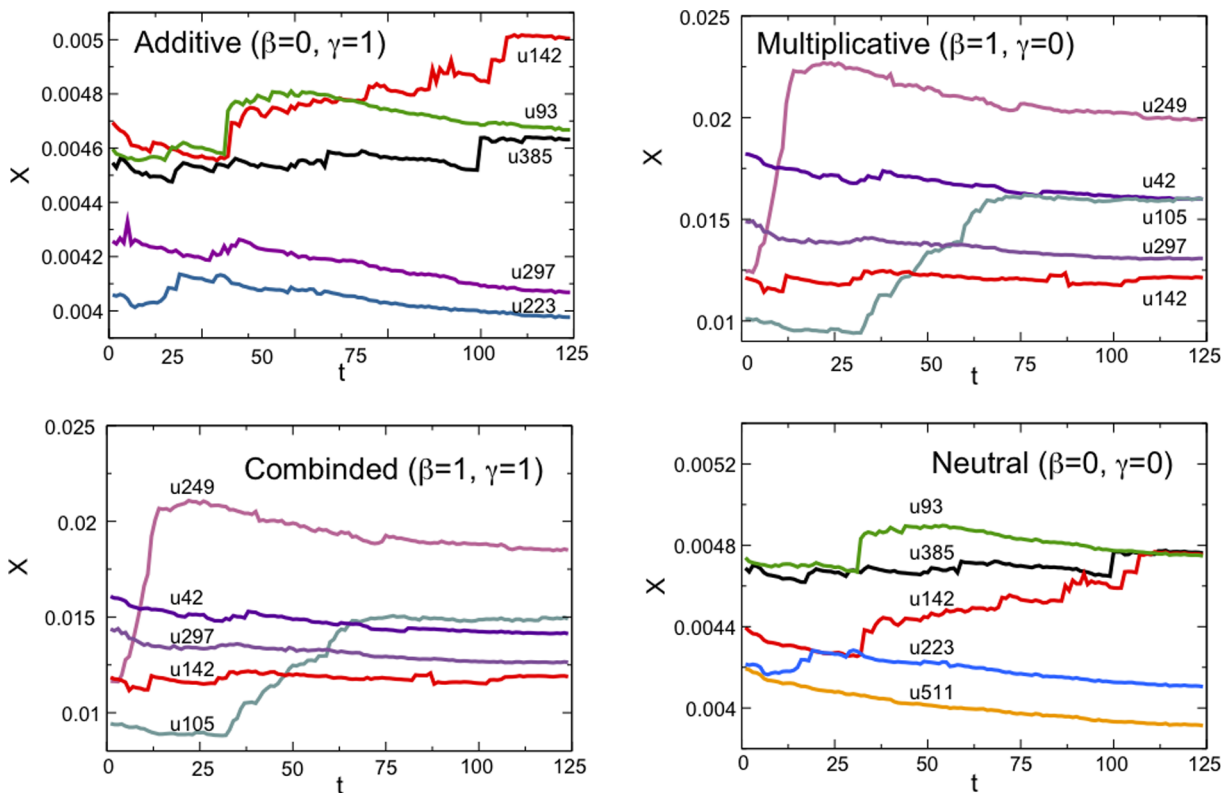 Additive (β=0, γ=1)
0.005
0.0048
0.0046
0.0044
0.0042
0.004
X
u142
u93
u385
u297
u223
0 25 50 75 100 125
t
Multiplicative (β=1, γ=0)
0.025
0.02
0.015
0.01
X
u249
u42
u105
u297
u142
0 25 50 75 100 125
t
Combinded (β=1, γ=1)
0.025
0.02
0.015
0.01
X
u249
u42
u297
u142
u105
0 25 50 75 100 125
t
Neutral (β=0, γ=0)
0.0052
0.0048
0.0044
0.004
X
u93
u385
u142
u223
u511
0 25 50 75 100 125
t